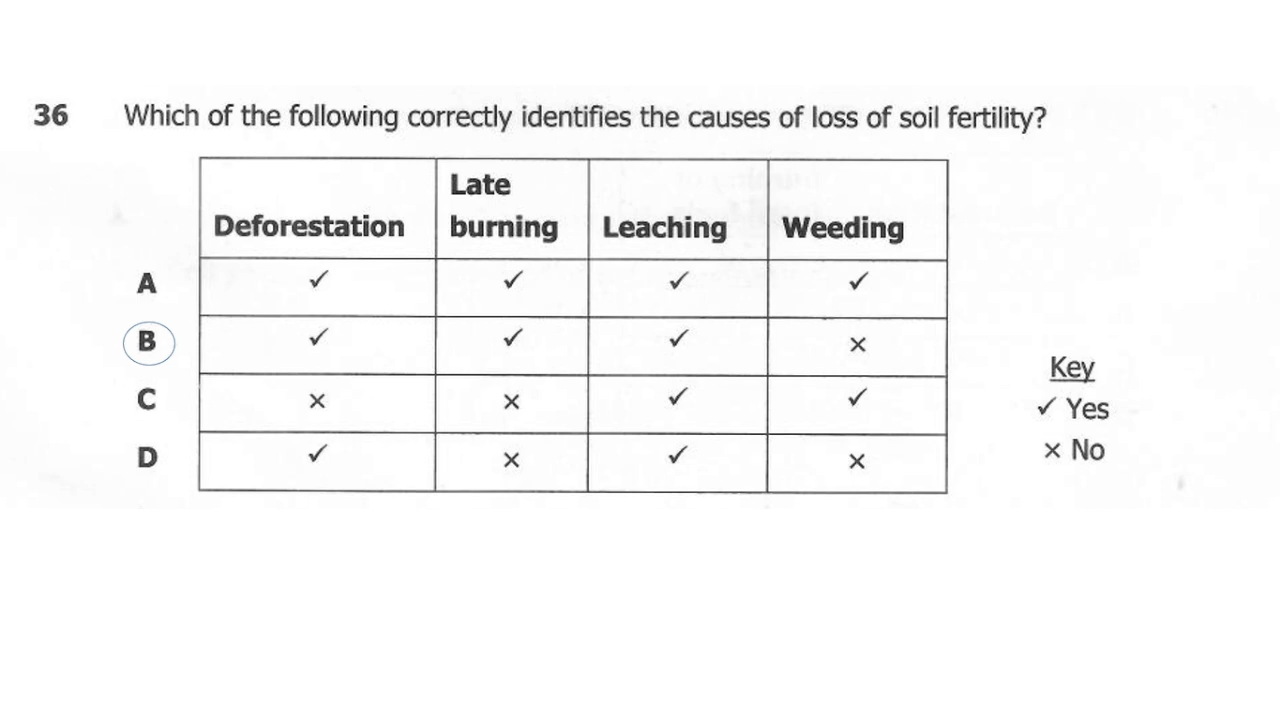 36 Which of the following correctly identifies the causes of loss of soil fertility?
Deforestation Late burning Leaching Weeding
A ✓ ✓ ✓ ✓
B ✓ ✓ ✓ ×
C × × ✓ ✓
D ✓ × ✓ ×
Key
✓ Yes
× No